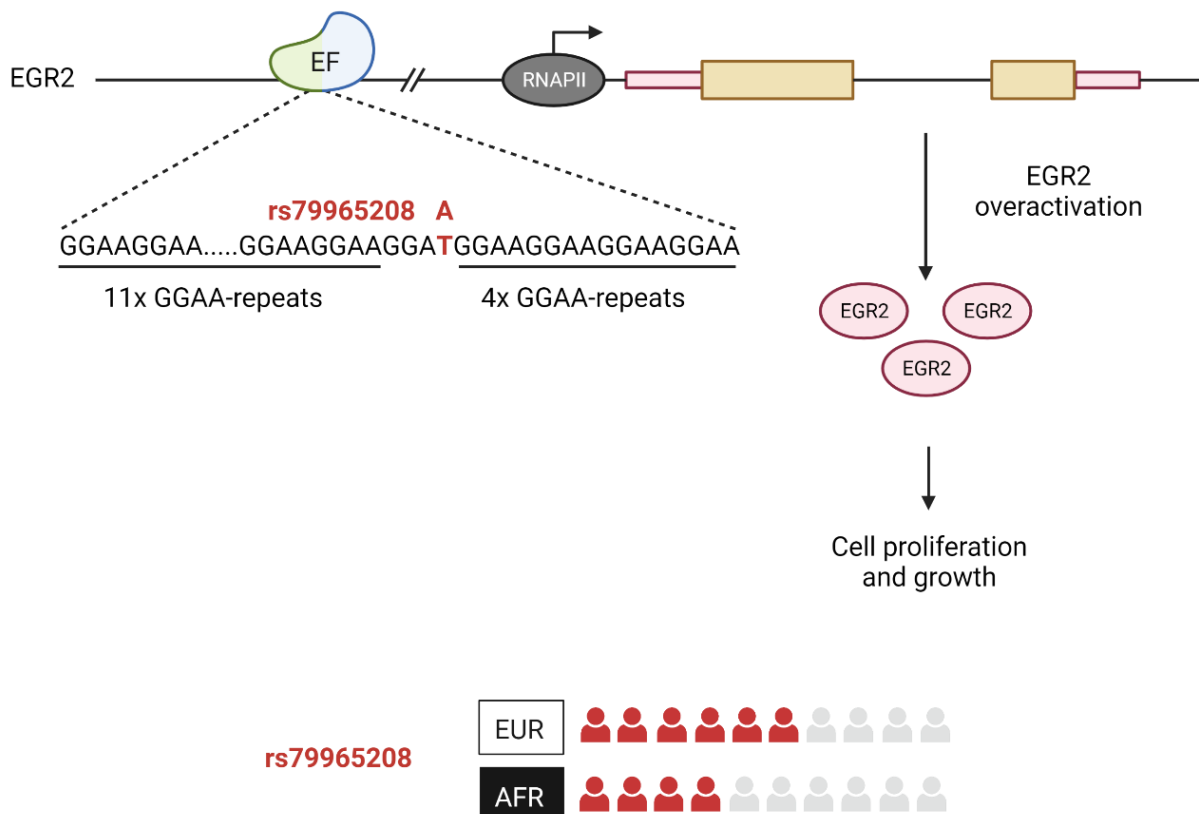 EGR2
EF
RNAPII
EGR2
overactivation
rs79965208 A
GGAAGGAA.....GGAAGGAAGGATGGAAGGAAGGAAGGAA
11x GGAA-repeats
4x GGAA-repeats
EGR2
EGR2
EGR2
Cell proliferation
and growth
rs79965208
EUR
AFR